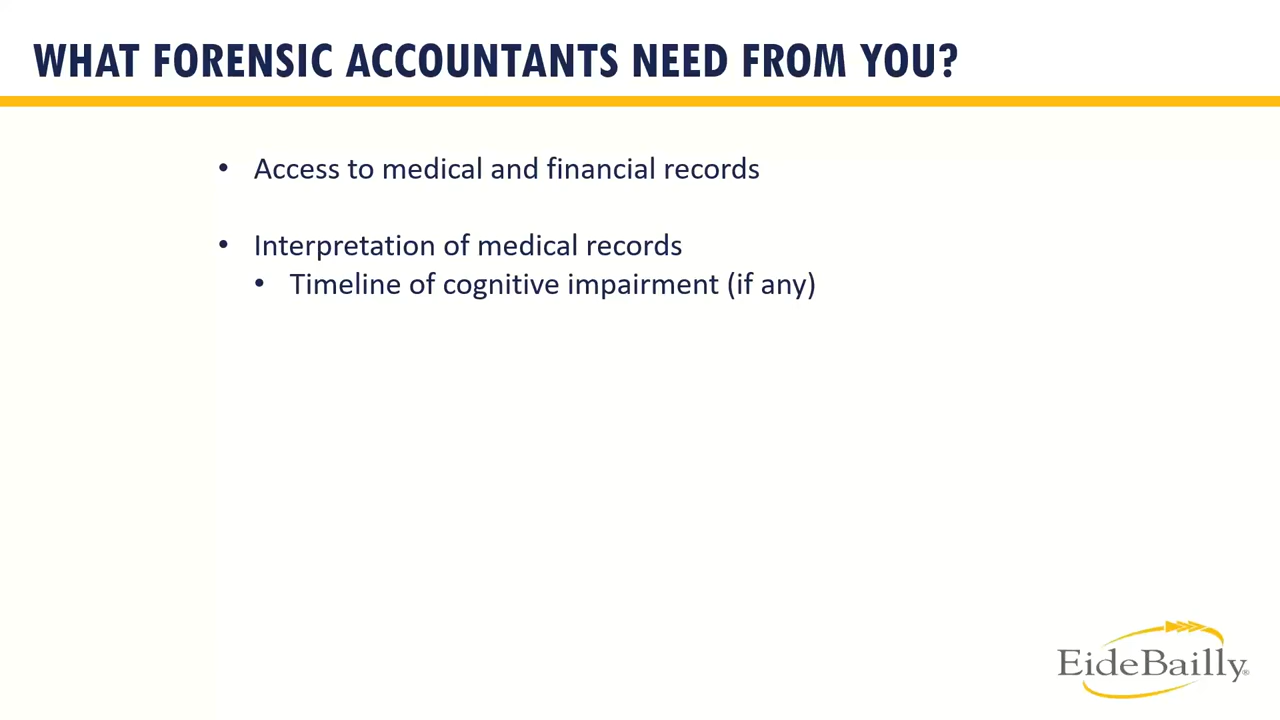 WHAT FORENSIC ACCOUNTANTS NEED FROM YOU?
• Access to medical and financial records
• Interpretation of medical records
• Timeline of cognitive impairment (if any)
EideBailly®